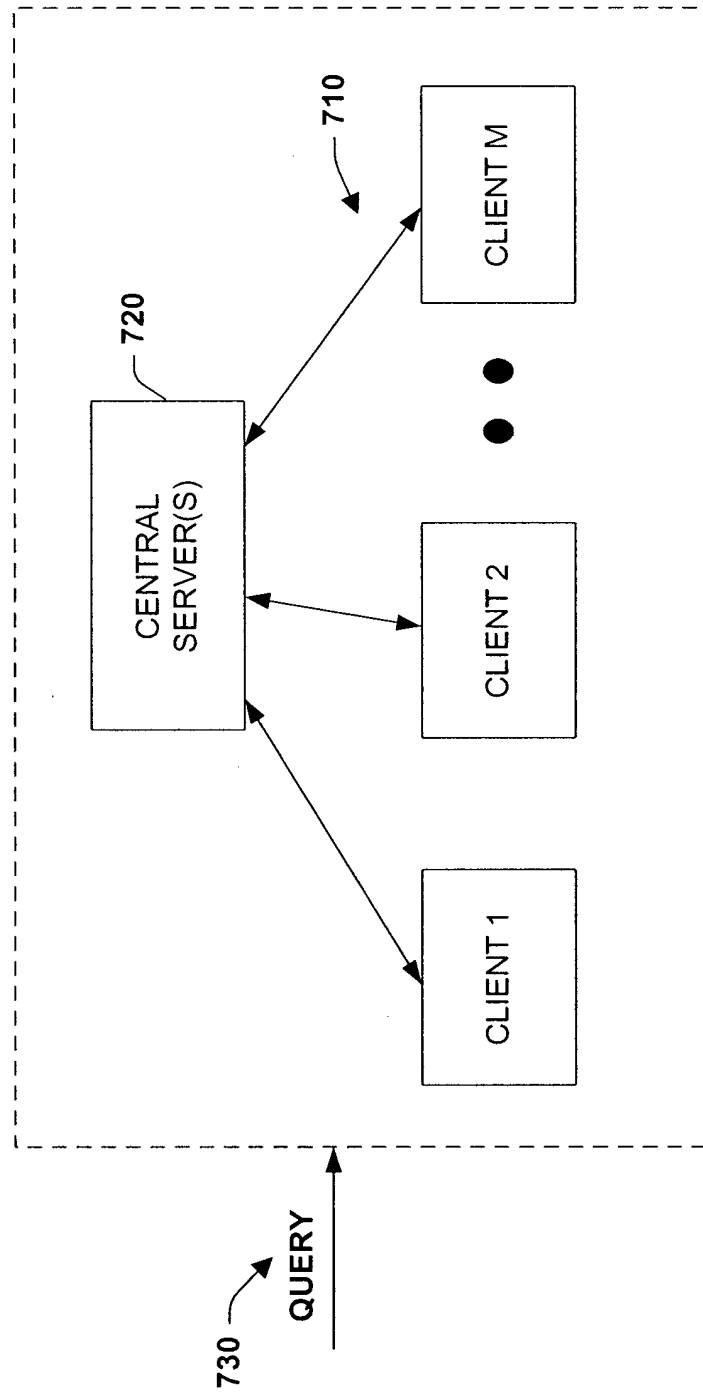 720
CENTRAL
SERVER(S)
710
CLIENT 1
CLIENT 2
CLIENT M
730
QUERY